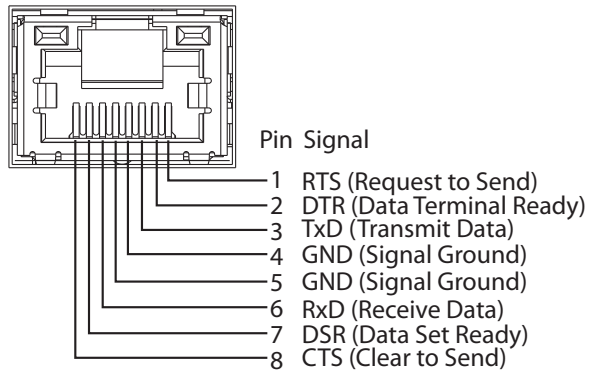 Pin Signal
1 RTS (Request to Send)
2 DTR (Data Terminal Ready)
3 TxD (Transmit Data)
4 GND (Signal Ground)
5 GND (Signal Ground)
6 RxD (Receive Data)
7 DSR (Data Set Ready)
8 CTS (Clear to Send)